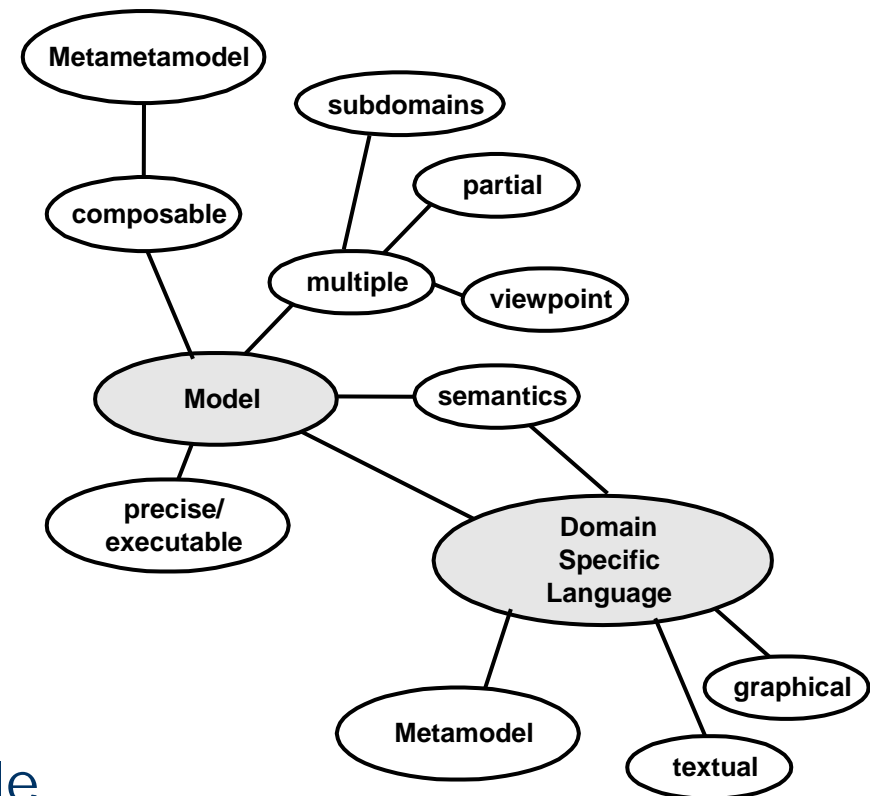 Metametamodel
subdomains
partial
composable
multiple
viewpoint
Model
semantics
precise/
executable
Domain
Specific
Language
graphical
Metamodel
textual